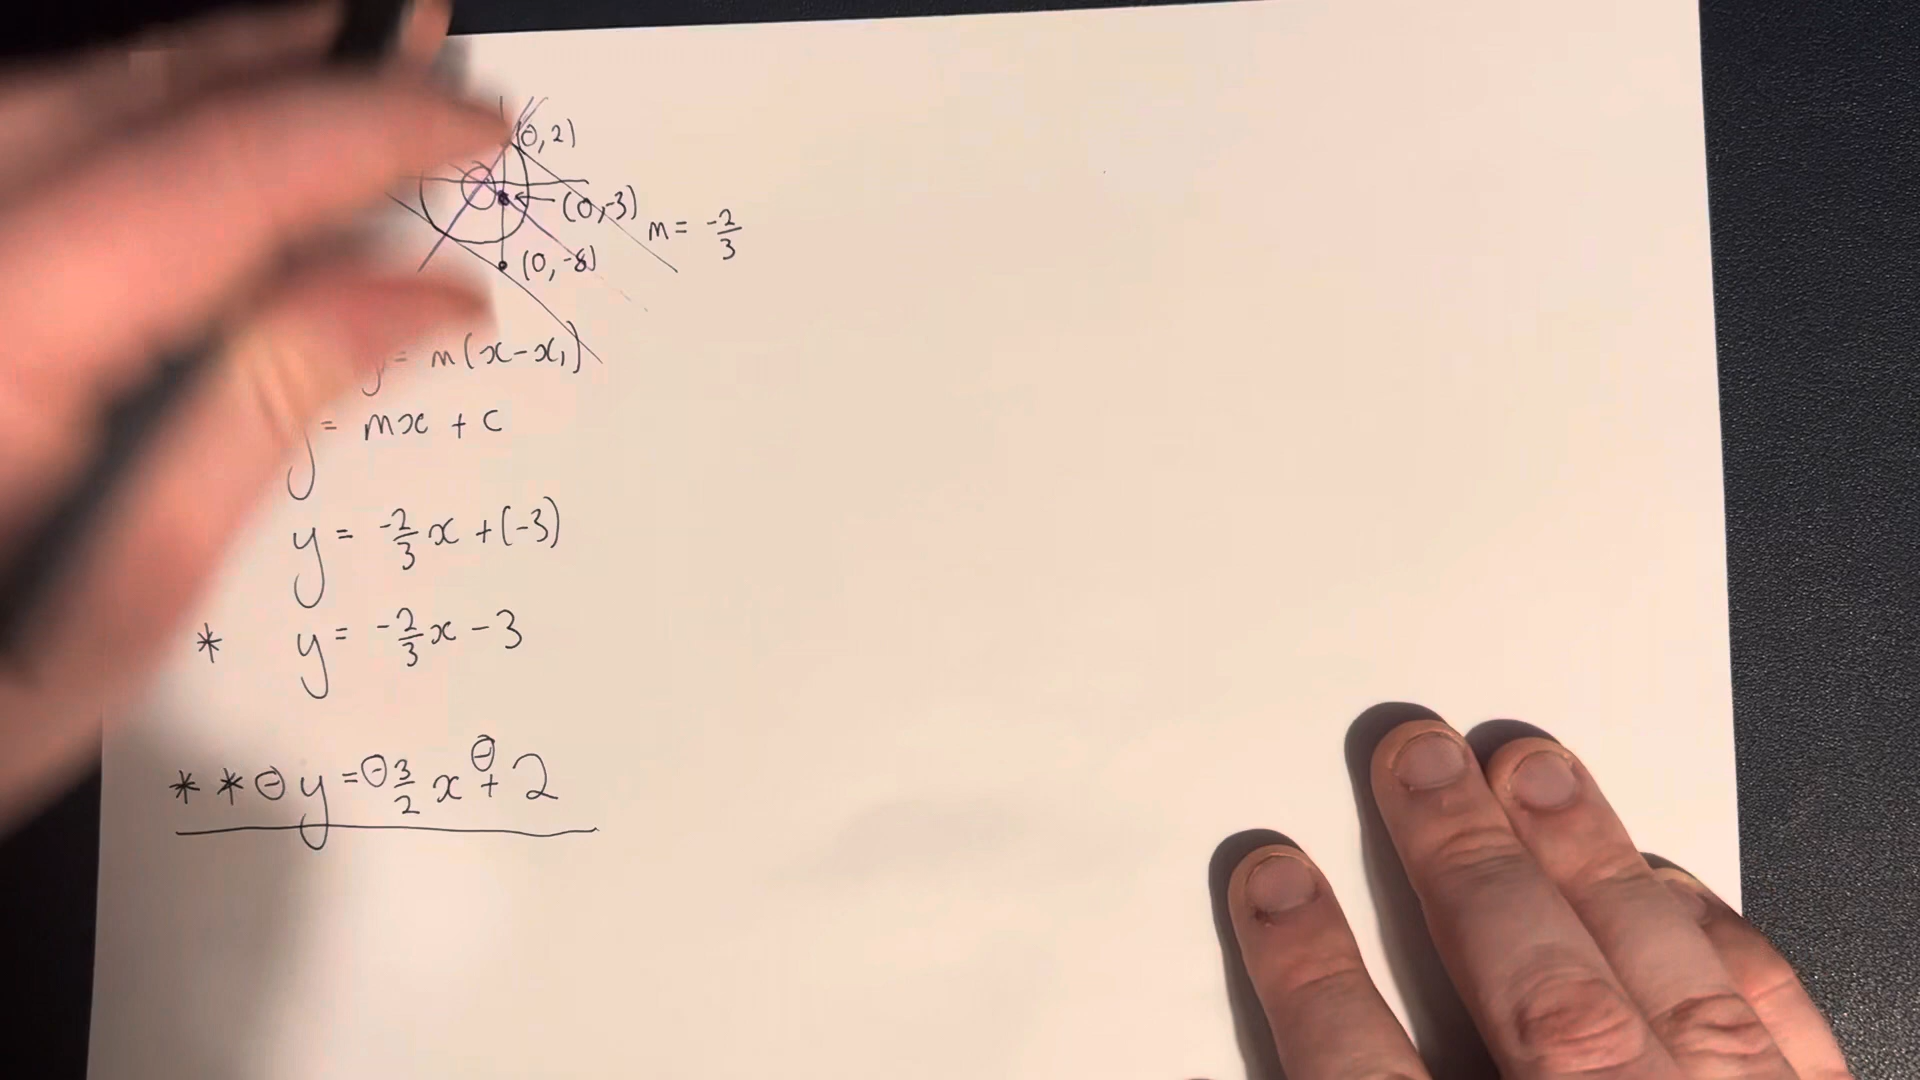 (0,2)
(0,-3)
m = -2/3
(0,-8)
y = m(x-x₁)
y = mx + c
y = -2/3 x + (-3)
* y = -2/3 x - 3
* * ⊖ y = ⊖ 3/2 x ⊖ + 2